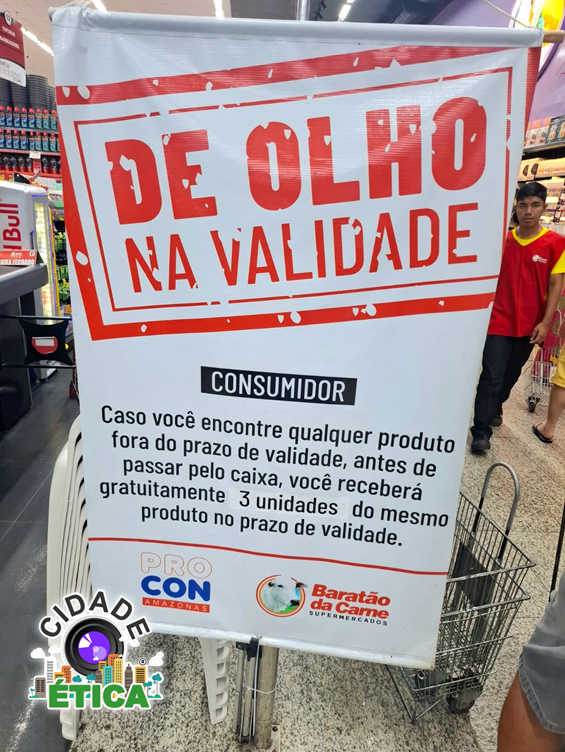 DE OLHO
NA VALIDADE
CONSUMIDOR
Caso você encontre qualquer produto
fora do prazo de validade, antes de
passar pelo caixa, você receberá
gratuitamente 3 unidades do mesmo
produto no prazo de validade.
PRO
CON
AMAZONAS
Baratão
da Carne
SUPERMERCADOS
CIDADE
ÉTICA